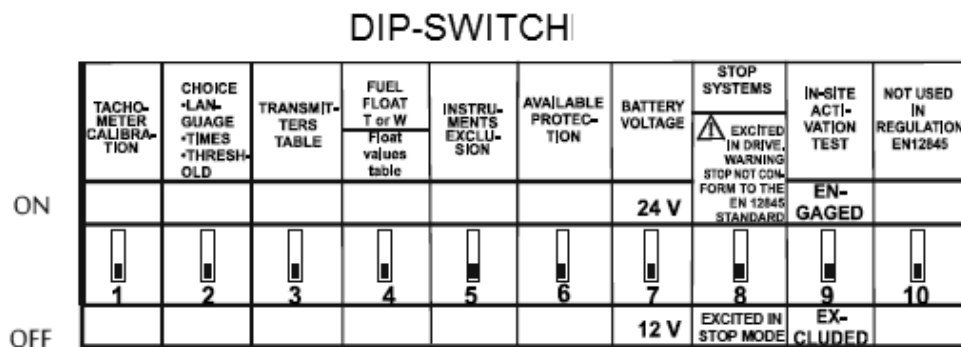 DIP-SWITCH
TACHO-
METER
CALIBRA-
TION
CHOICE
•LAN-
GUAGE
•TIMES
•THRESH-
OLD
TRANSMIT-
TERS
TABLE
FUEL
FLOAT
T or W
Float
values
table
INSTRU-
MENTS
EXCLU-
SION
AVAILABLE
PROTEC-
TION
BATTERY
VOLTAGE
STOP
SYSTEMS
EXCITED
IN DRIVE,
WARNING
STOP NOT CON-
FORM TO THE
EN 12845
STANDARD
IN-SITE
ACTI-
VATION
TEST
NOT USED
IN
REGULATION
EN12845
ON
24 V
EN-
GAGED
1 2 3 4 5 6 7 8 9 10
OFF
12 V
EXCITED IN
STOP MODE
EX-
CLUDED